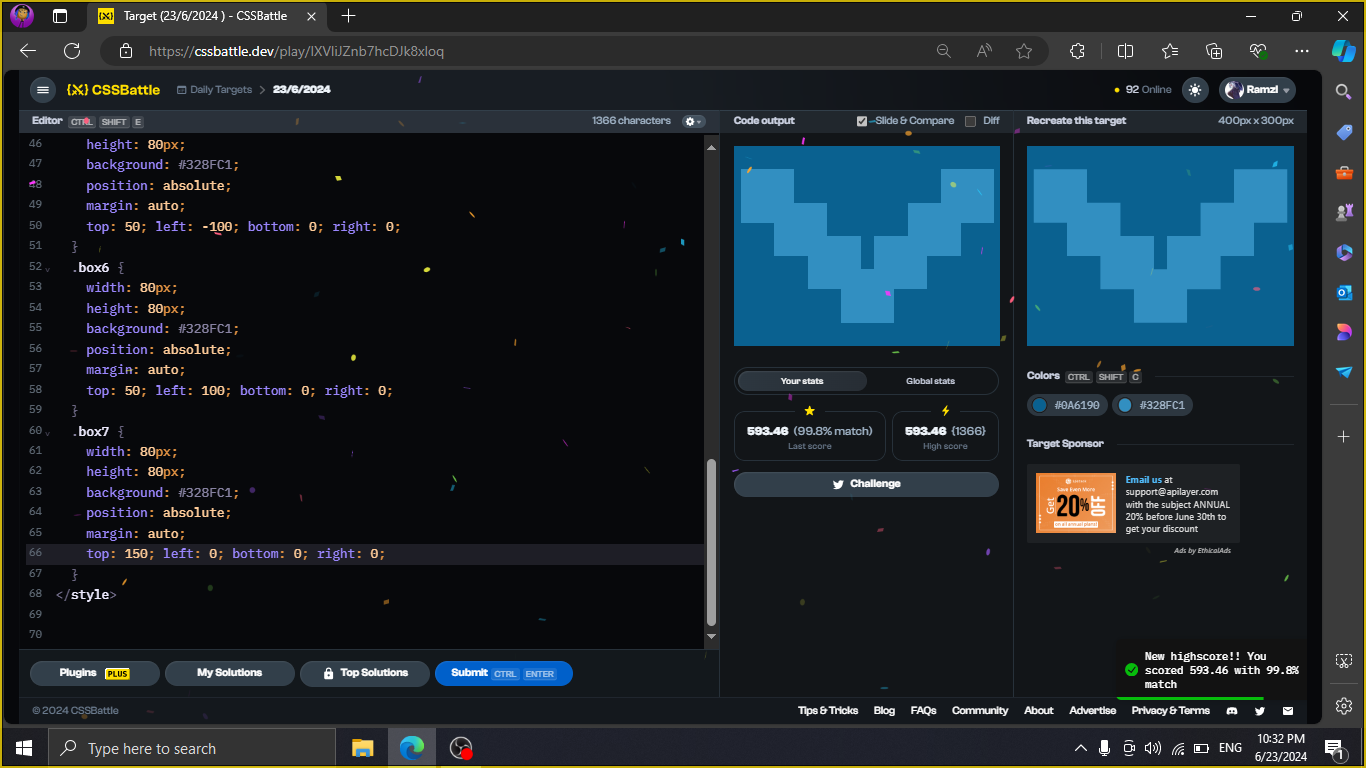 Target (23/6/2024 ) - CSSBattle
https://cssbattle.dev/play/IXVIiJZnb7hcDJk8xloq
{X} CSSBattle
Daily Targets > 23/6/2024
92 Online
Ramzi
Editor CTRL SHIFT E
1366 characters
Code output
Slide & Compare
Diff
Recreate this target
400px x 300px
46 height: 80px;
47 background: #328FC1;
48 position: absolute;
49 margin: auto;
50 top: 50; left: -100; bottom: 0; right: 0;
51 }
52 .box6 {
53 width: 80px;
54 height: 80px;
55 background: #328FC1;
56 position: absolute;
57 margin: auto;
58 top: 50; left: 100; bottom: 0; right: 0;
59 }
60 .box7 {
61 width: 80px;
62 height: 80px;
63 background: #328FC1;
64 position: absolute;
65 margin: auto;
66 top: 150; left: 0; bottom: 0; right: 0;
67 }
68 </style>
69
70
Your stats
Global stats
593.46 (99.8% match)
Last score
593.46 {1366}
High score
Challenge
Colors CTRL SHIFT C
#0A6190
#328FC1
Target Sponsor
Save Even More
Get 20% OFF
on all annual plans!
Email us at
support@apilayer.com
with the subject ANNUAL
20% before June 30th to
get your discount
Ads by EthicalAds
Plugins PLUS
My Solutions
Top Solutions
Submit CTRL ENTER
New highscore!! You
scored 593.46 with 99.8%
match
© 2024 CSSBattle
Tips & Tricks
Blog
FAQs
Community
About
Advertise
Privacy & Terms
Type here to search
ENG
10:32 PM
6/23/2024
1